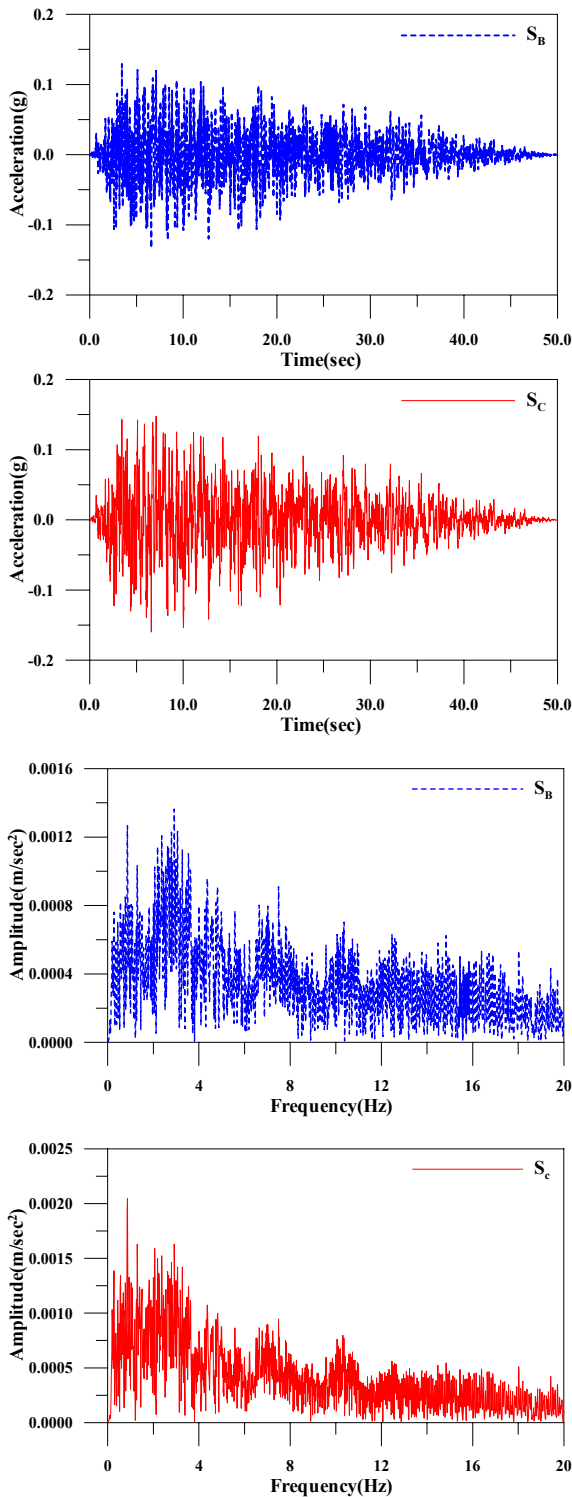 0.2
S_B
0.1
0.0
-0.1
-0.2
Acceleration(g)
0.0 10.0 20.0 30.0 40.0 50.0
Time(sec)
0.2
S_C
0.1
0.0
-0.1
-0.2
Acceleration(g)
0.0 10.0 20.0 30.0 40.0 50.0
Time(sec)
0.0016
S_B
0.0012
0.0008
0.0004
0.0000
Amplitude(m/sec²)
0 4 8 12 16 20
Frequency(Hz)
0.0025
S_c
0.0020
0.0015
0.0010
0.0005
0.0000
Amplitude(m/sec²)
0 4 8 12 16 20
Frequency(Hz)